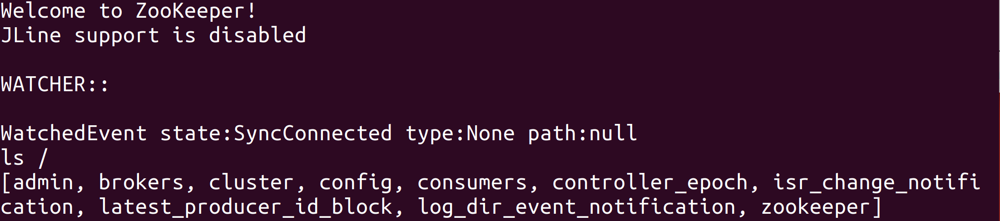 Welcome to ZooKeeper!
JLine support is disabled
WATCHER::
WatchedEvent state:SyncConnected type:None path:null
ls /
[admin, brokers, cluster, config, consumers, controller_epoch, isr_change_notifi
cation, latest_producer_id_block, log_dir_event_notification, zookeeper]